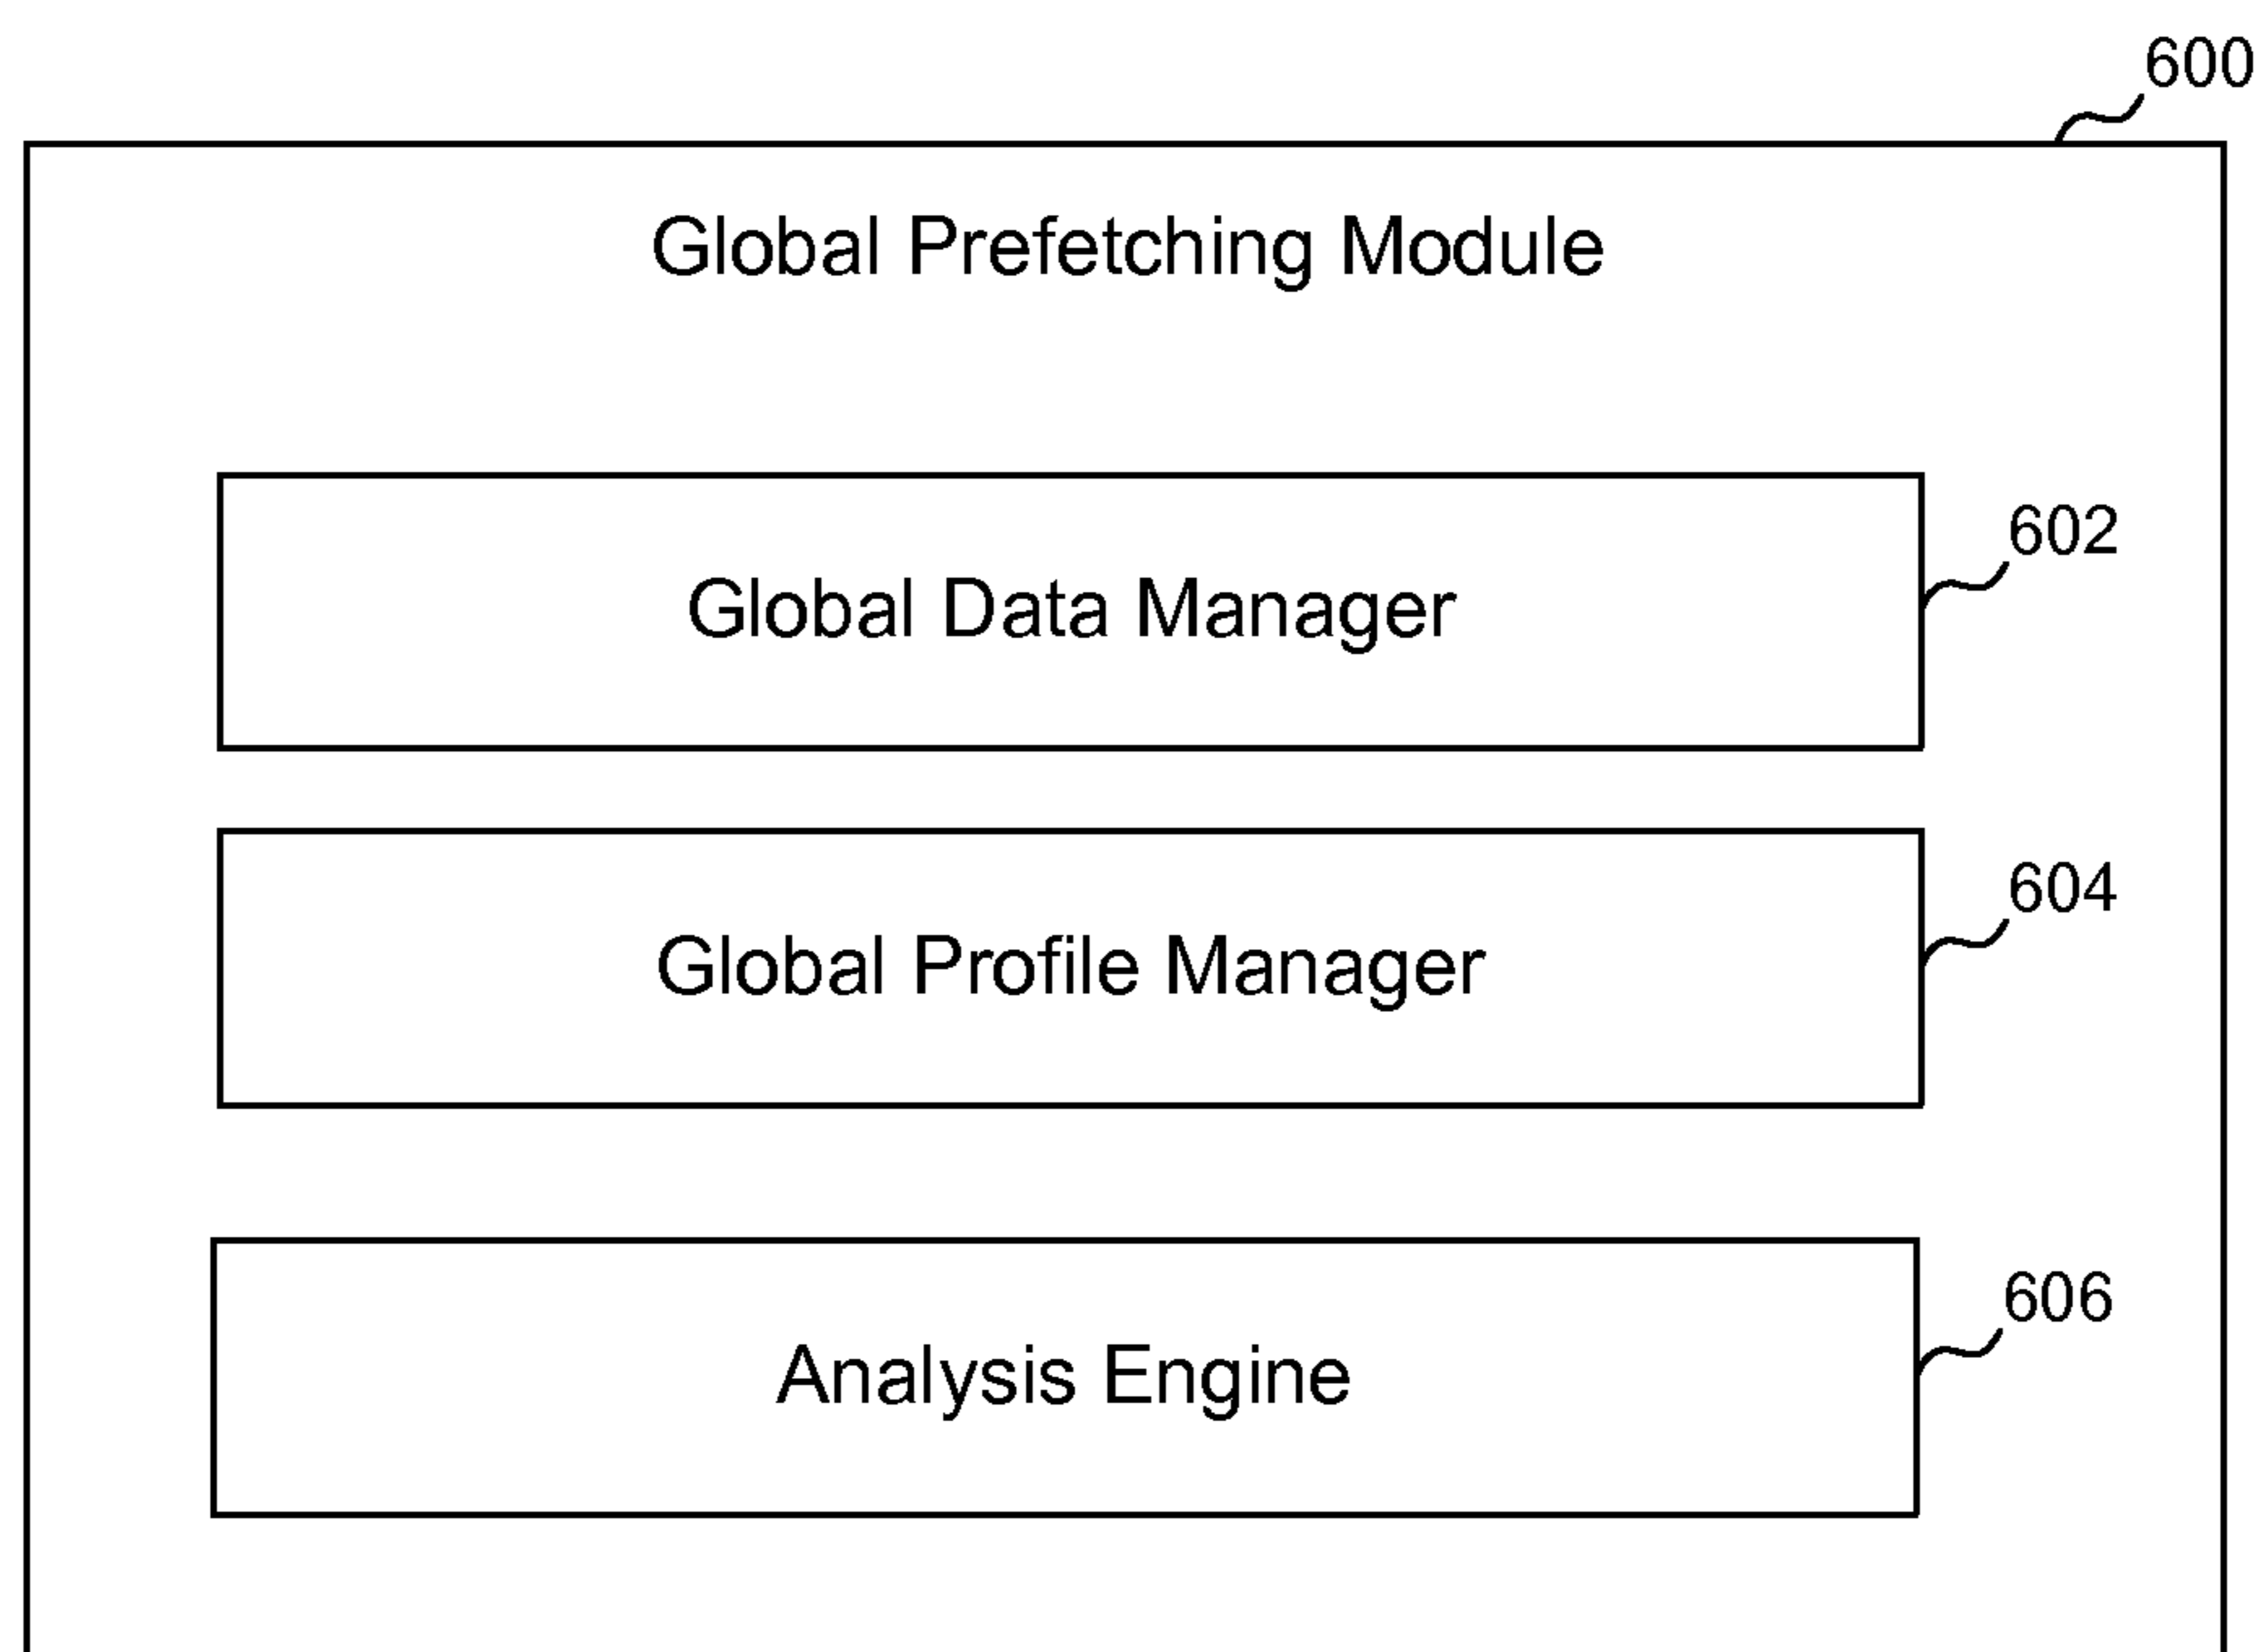 600
Global Prefetching Module
602
Global Data Manager
604
Global Profile Manager
606
Analysis Engine